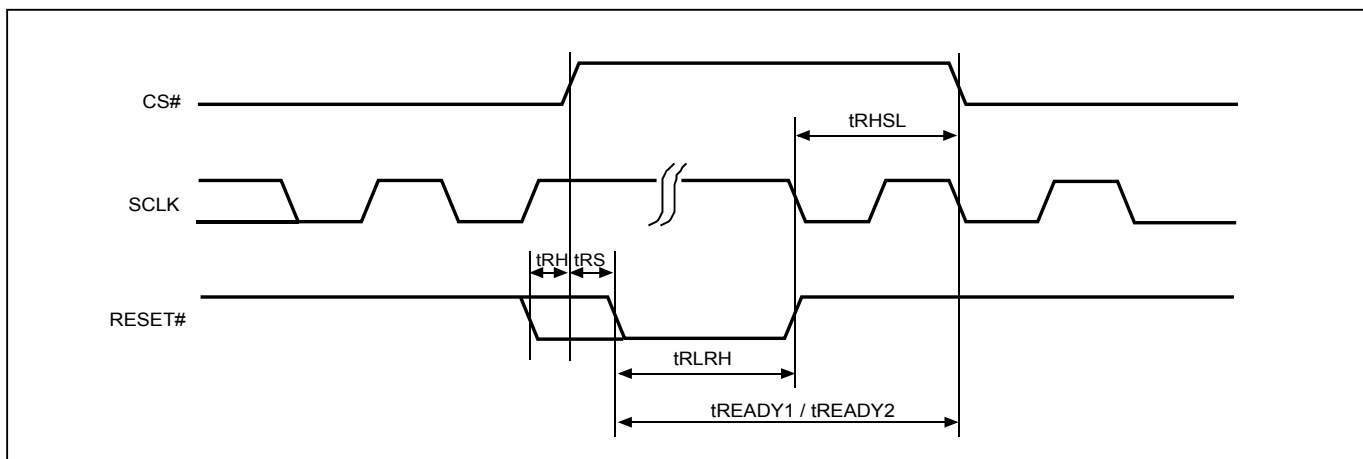 CS#
tRHSL
SCLK
tRH tRS
RESET#
tRLRH
tREADY1 / tREADY2